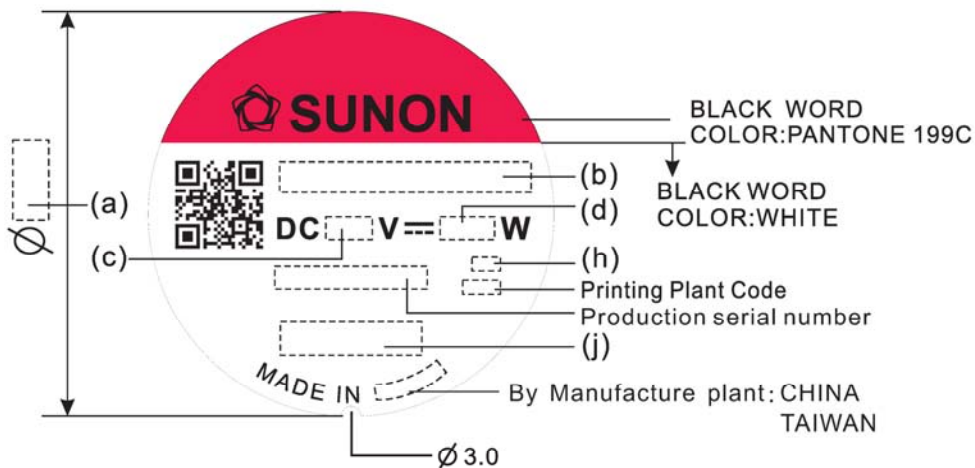 SUNON
BLACK WORD
COLOR:PANTONE 199C
BLACK WORD
COLOR:WHITE
(a)
(b)
(d)
DC V W
(c)
(h)
Printing Plant Code
Production serial number
(j)
MADE IN
By Manufacture plant: CHINA
TAIWAN
Ø
Ø 3.0